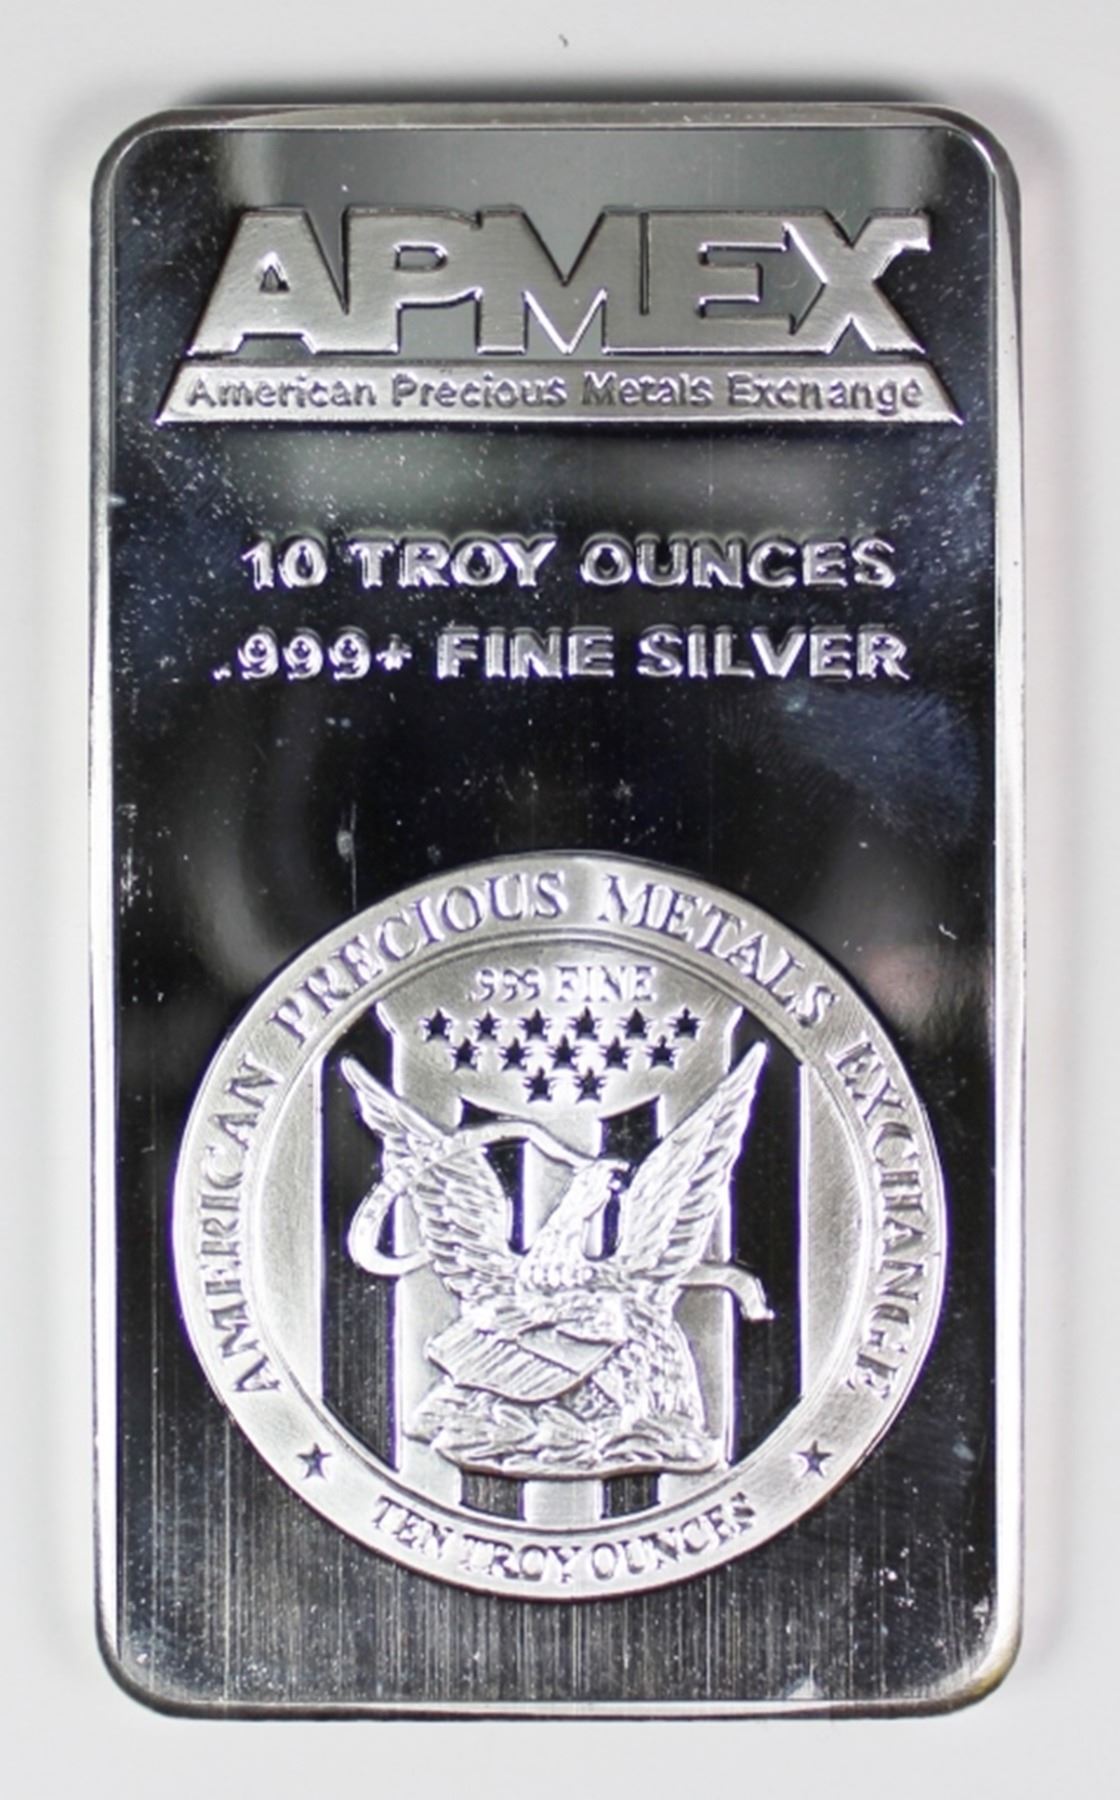 APMEX
American Precious Metals Exchange
10 TROY OUNCES
.999+ FINE SILVER
AMERICAN PRECIOUS METALS EXCHANGE
.999 FINE
TEN TROY OUNCES